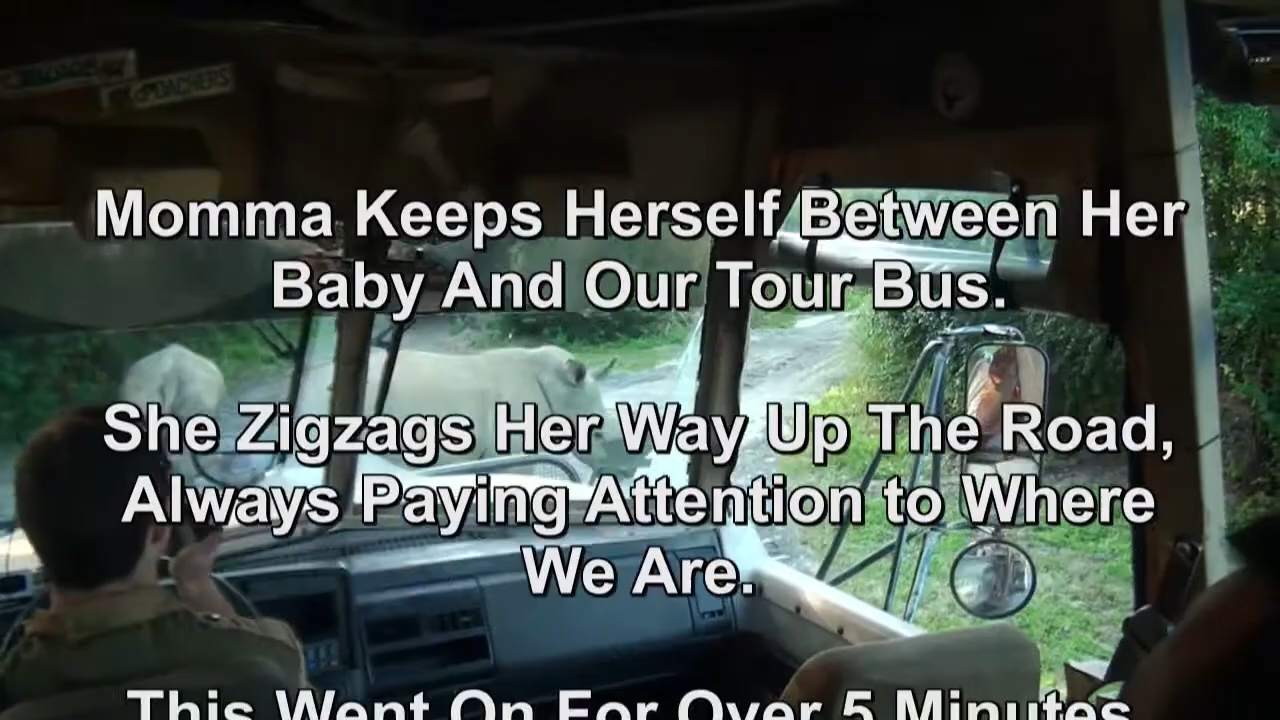 POACHERS
Momma Keeps Herself Between Her
Baby And Our Tour Bus.
She Zigzags Her Way Up The Road,
Always Paying Attention to Where
We Are.
This Went On For Over 5 Minutes